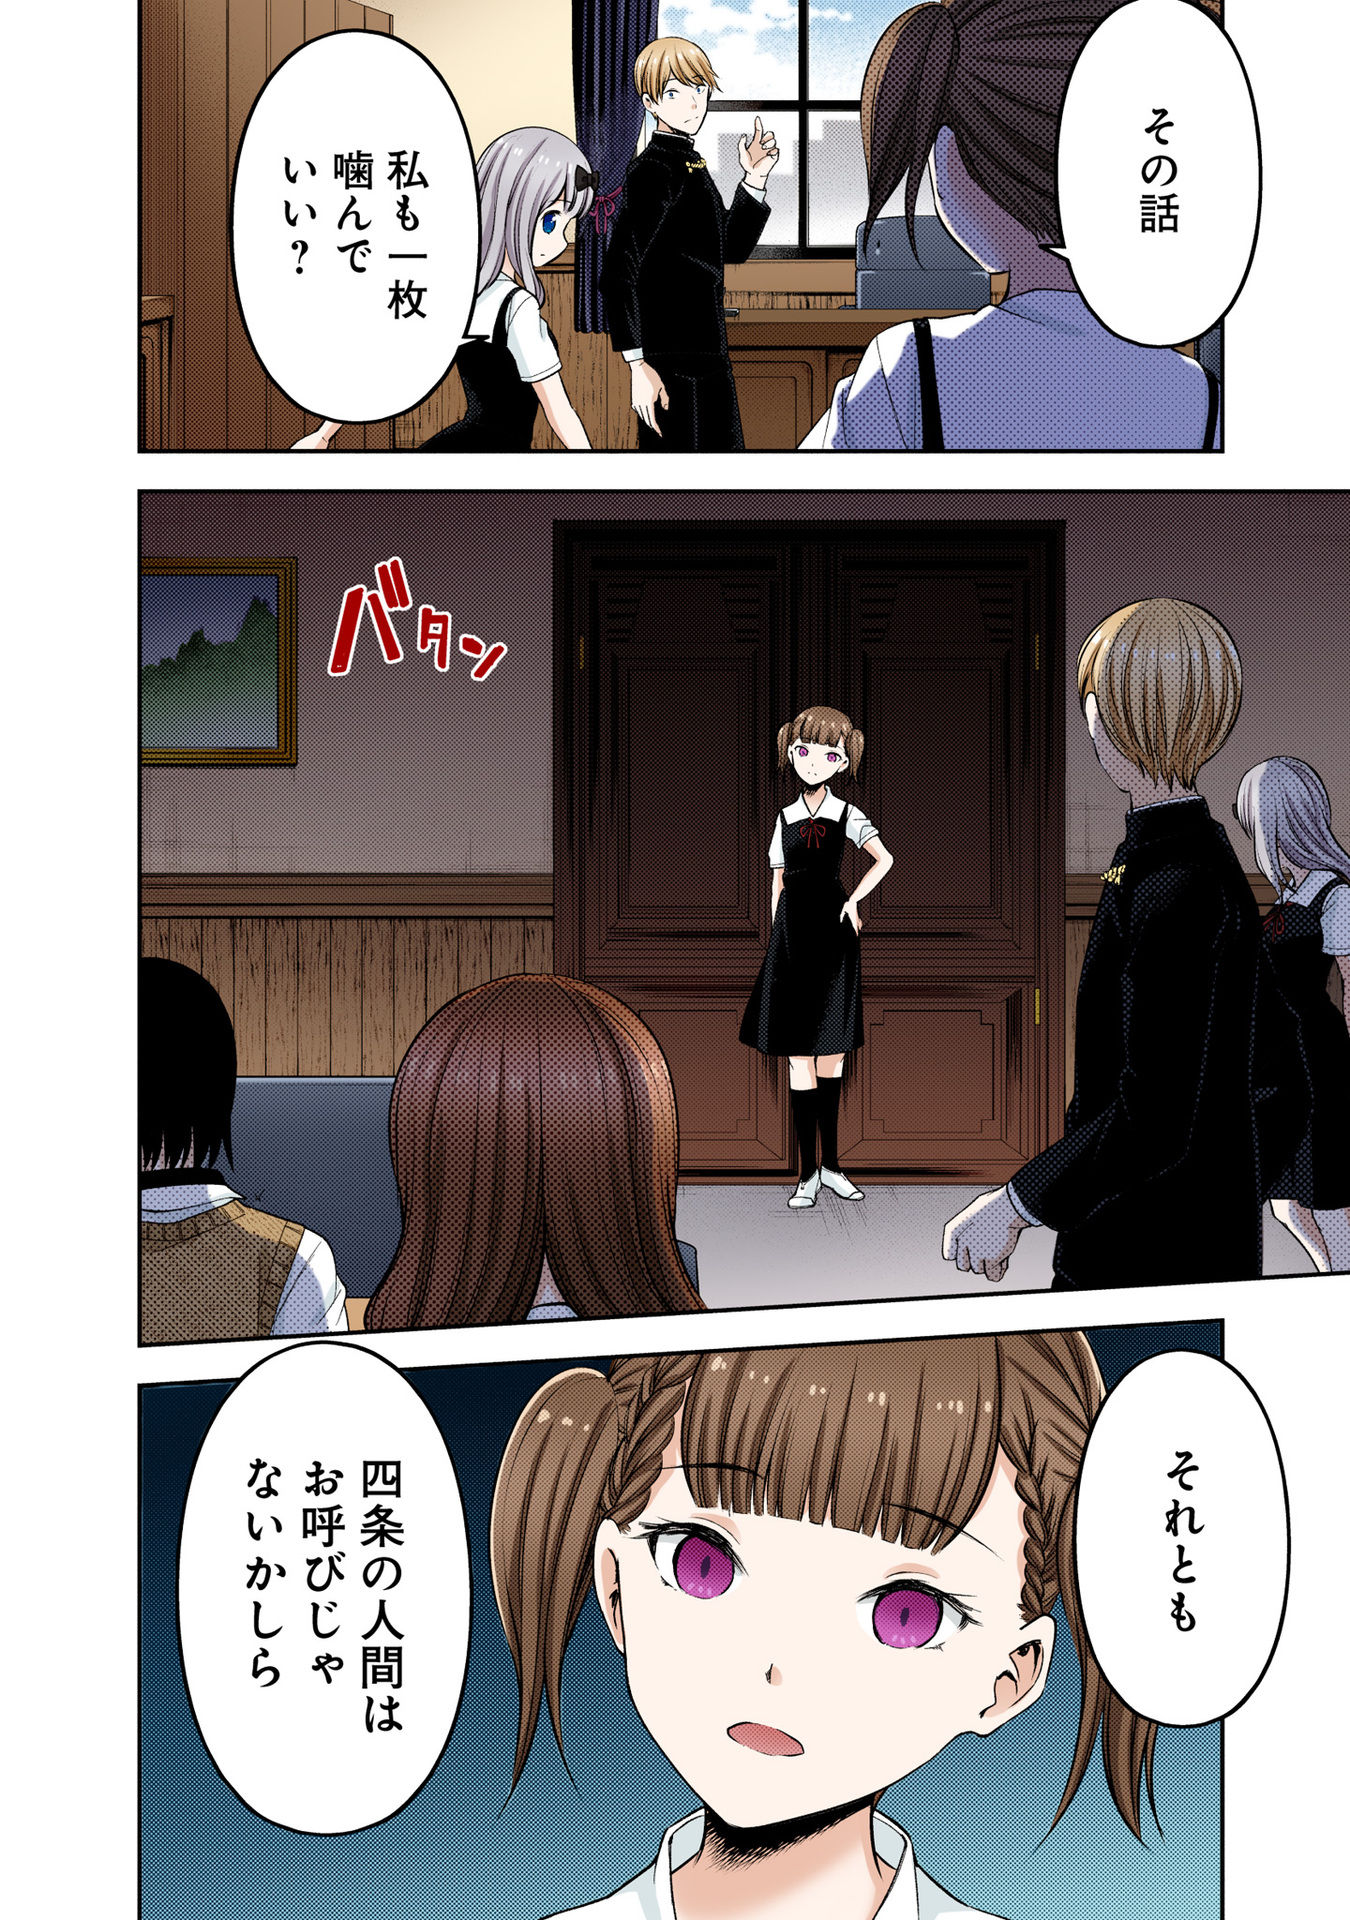 その話
私も一枚
噛んで
いい？
バタン
それとも
四条の人間は
お呼びじゃ
ないかしら